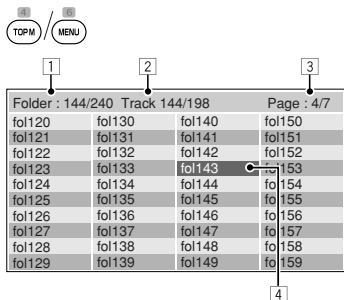 4 6
TOP M / MENU
1 2 3
Folder : 144/240 Track 144/198 Page : 4/7
fol120 fol130 fol140 fol150
fol121 fol131 fol141 fol151
fol122 fol132 fol142 fol152
fol123 fol133 fol143 fol153
fol124 fol134 fol144 fol154
fol125 fol135 fol145 fol155
fol126 fol136 fol146 fol156
fol127 fol137 fol147 fol157
fol128 fol138 fol148 fol158
fol129 fol139 fol149 fol159
4